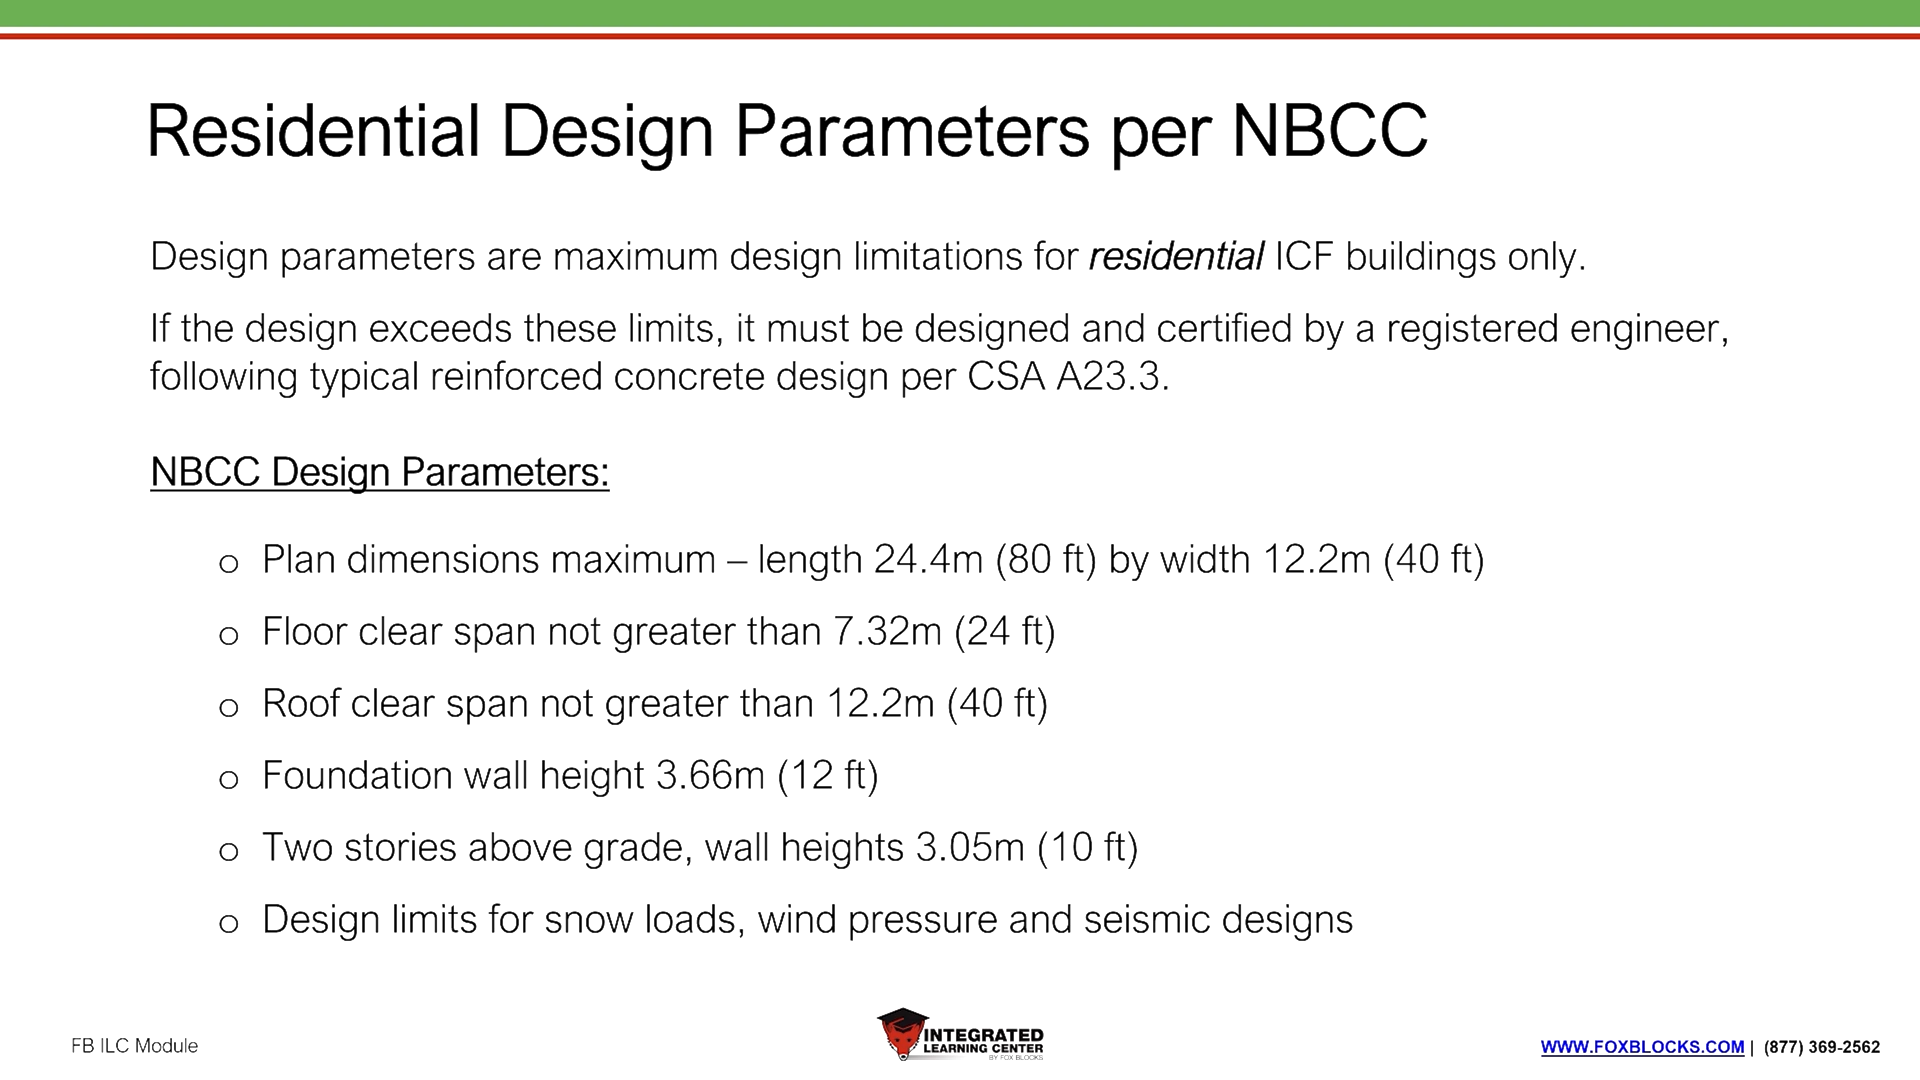 Residential Design Parameters per NBCC
Design parameters are maximum design limitations for residential ICF buildings only.
If the design exceeds these limits, it must be designed and certified by a registered engineer,
following typical reinforced concrete design per CSA A23.3.
NBCC Design Parameters:
o Plan dimensions maximum – length 24.4m (80 ft) by width 12.2m (40 ft)
o Floor clear span not greater than 7.32m (24 ft)
o Roof clear span not greater than 12.2m (40 ft)
o Foundation wall height 3.66m (12 ft)
o Two stories above grade, wall heights 3.05m (10 ft)
o Design limits for snow loads, wind pressure and seismic designs
FB ILC Module
INTEGRATED
LEARNING CENTER
BY FOX BLOCKS
WWW.FOXBLOCKS.COM | (877) 369-2562